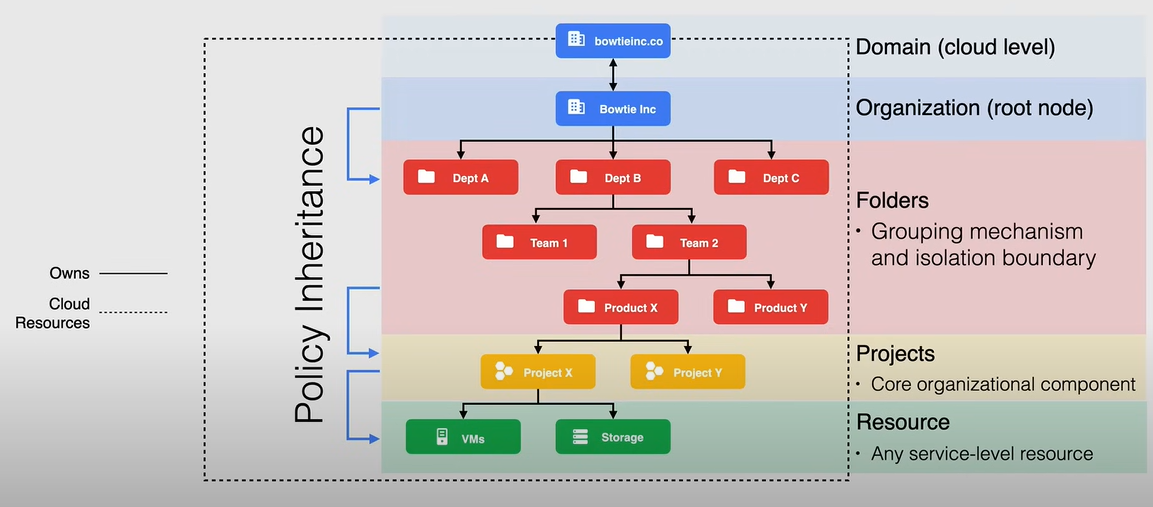 bowtieinc.co
Domain (cloud level)
Bowtie Inc
Organization (root node)
Policy Inheritance
Dept A
Dept B
Dept C
Folders
• Grouping mechanism
and isolation boundary
Team 1
Team 2
Owns
Cloud
Resources
Product X
Product Y
Projects
• Core organizational component
Project X
Project Y
Resource
• Any service-level resource
VMs
Storage